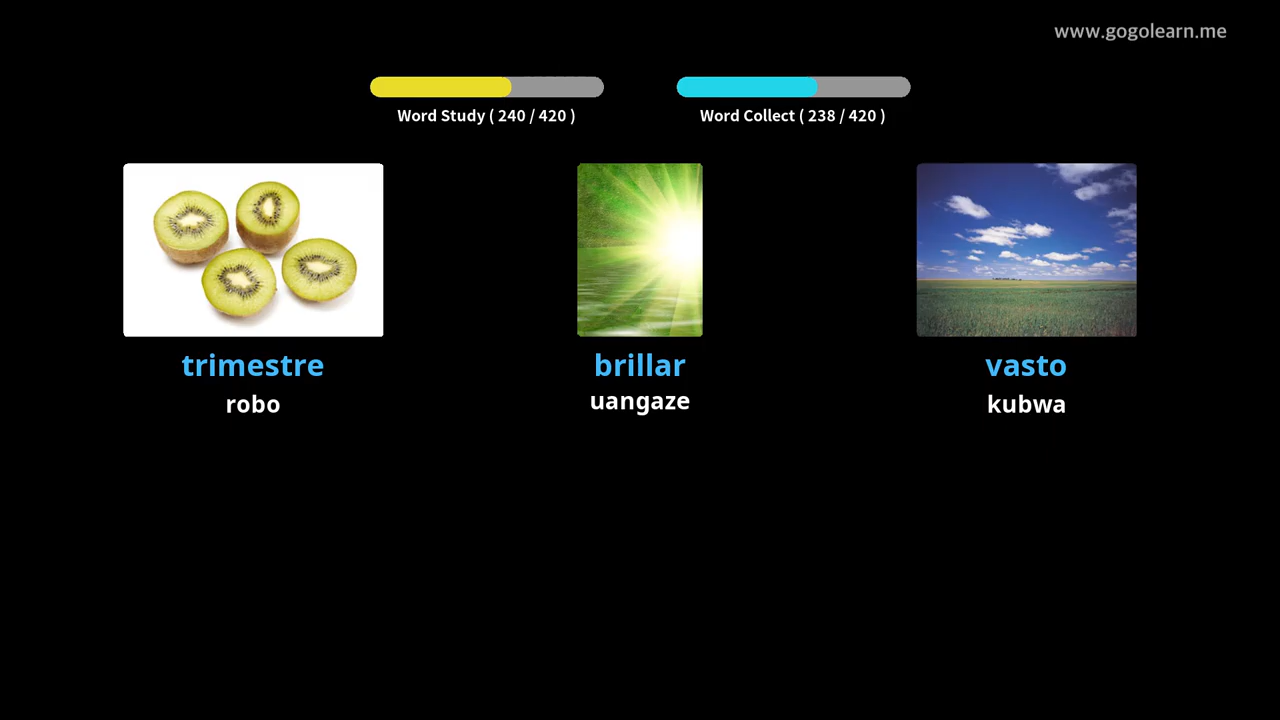 www.gogolearn.me
Word Study ( 240 / 420 )
Word Collect ( 238 / 420 )
trimestre
robo
brillar
uangaze
vasto
kubwa